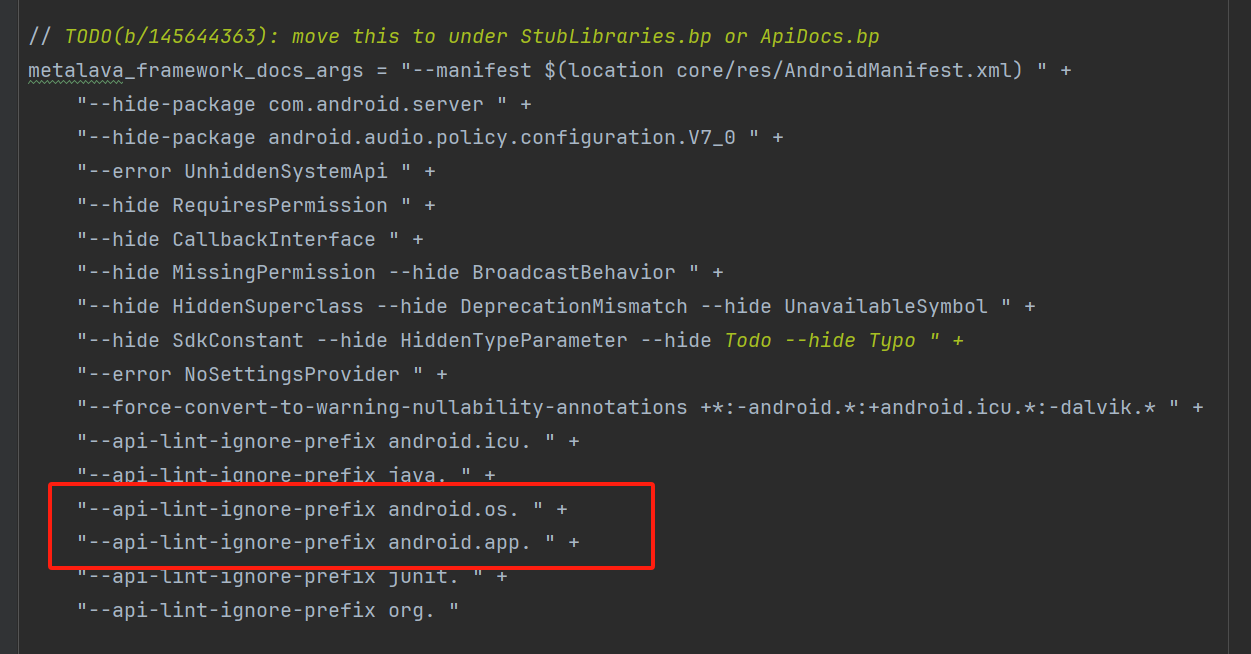 // TODO(b/145644363): move this to under StubLibraries.bp or ApiDocs.bp
metalava_framework_docs_args = "--manifest $(location core/res/AndroidManifest.xml) " +
"--hide-package com.android.server " +
"--hide-package android.audio.policy.configuration.V7_0 " +
"--error UnhiddenSystemApi " +
"--hide RequiresPermission " +
"--hide CallbackInterface " +
"--hide MissingPermission --hide BroadcastBehavior " +
"--hide HiddenSuperclass --hide DeprecationMismatch --hide UnavailableSymbol " +
"--hide SdkConstant --hide HiddenTypeParameter --hide Todo --hide Typo " +
"--error NoSettingsProvider " +
"--force-convert-to-warning-nullability-annotations +*:-android.*:+android.icu.*:-dalvik.* " +
"--api-lint-ignore-prefix android.icu. " +
"--api-lint-ignore-prefix java. " +
"--api-lint-ignore-prefix android.os. " +
"--api-lint-ignore-prefix android.app. " +
"--api-lint-ignore-prefix junit. " +
"--api-lint-ignore-prefix org. "